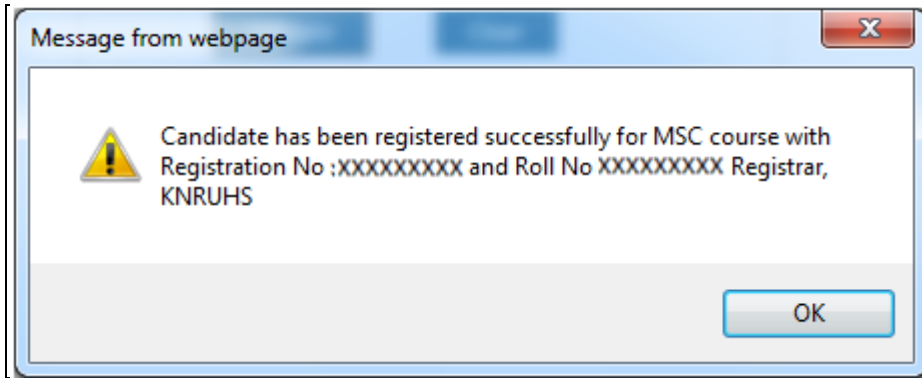 Message from webpage
Candidate has been registered successfully for MSC course with
Registration No :XXXXXXXXX and Roll No XXXXXXXXX Registrar,
KNRUHS
OK